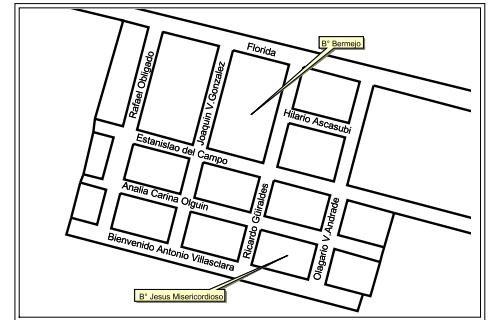 Florida
B° Bermejo
Rafael Obligado
Joaquin V.Gonzalez
Hilario Ascasubi
Estanislao del Campo
Analia Carina Olguin
Ricardo Güiraldes
Olagario V.Andrade
Bienvenido Antonio Villasclara
B° Jesus Misericordioso